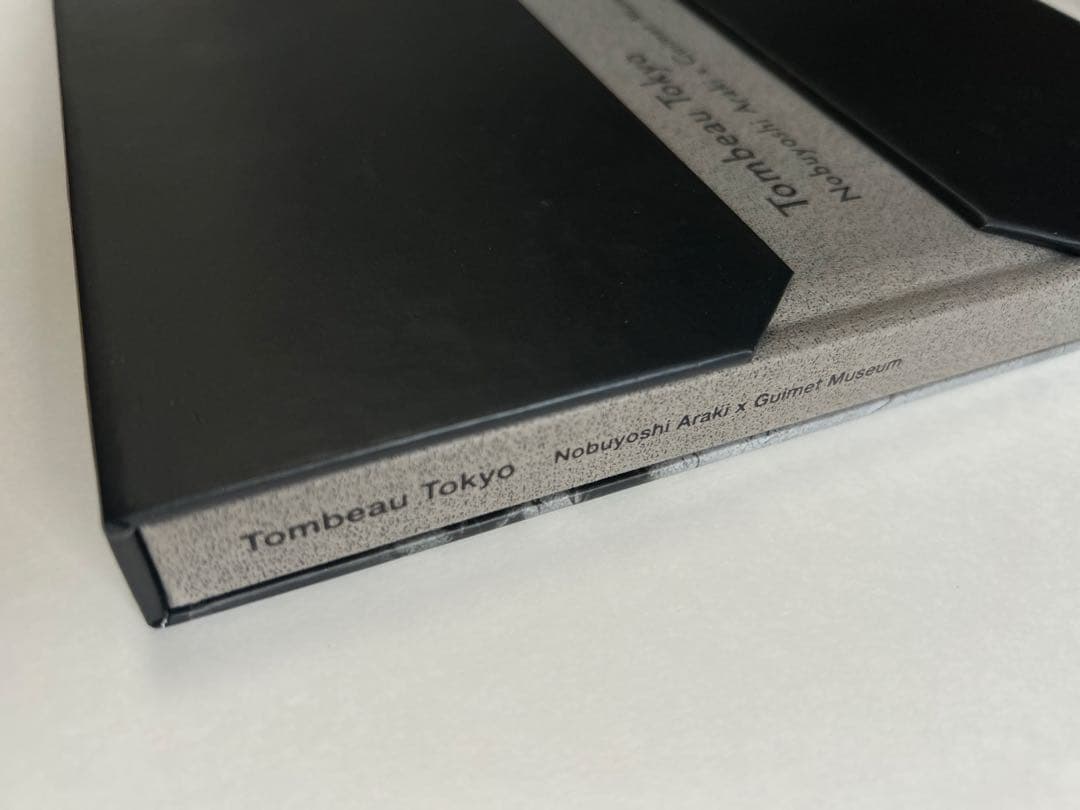 Tombeau Tokyo
Nobuyoshi Araki x Guimet
Tombeau Tokyo Nobuyoshi Araki x Guimet Museum